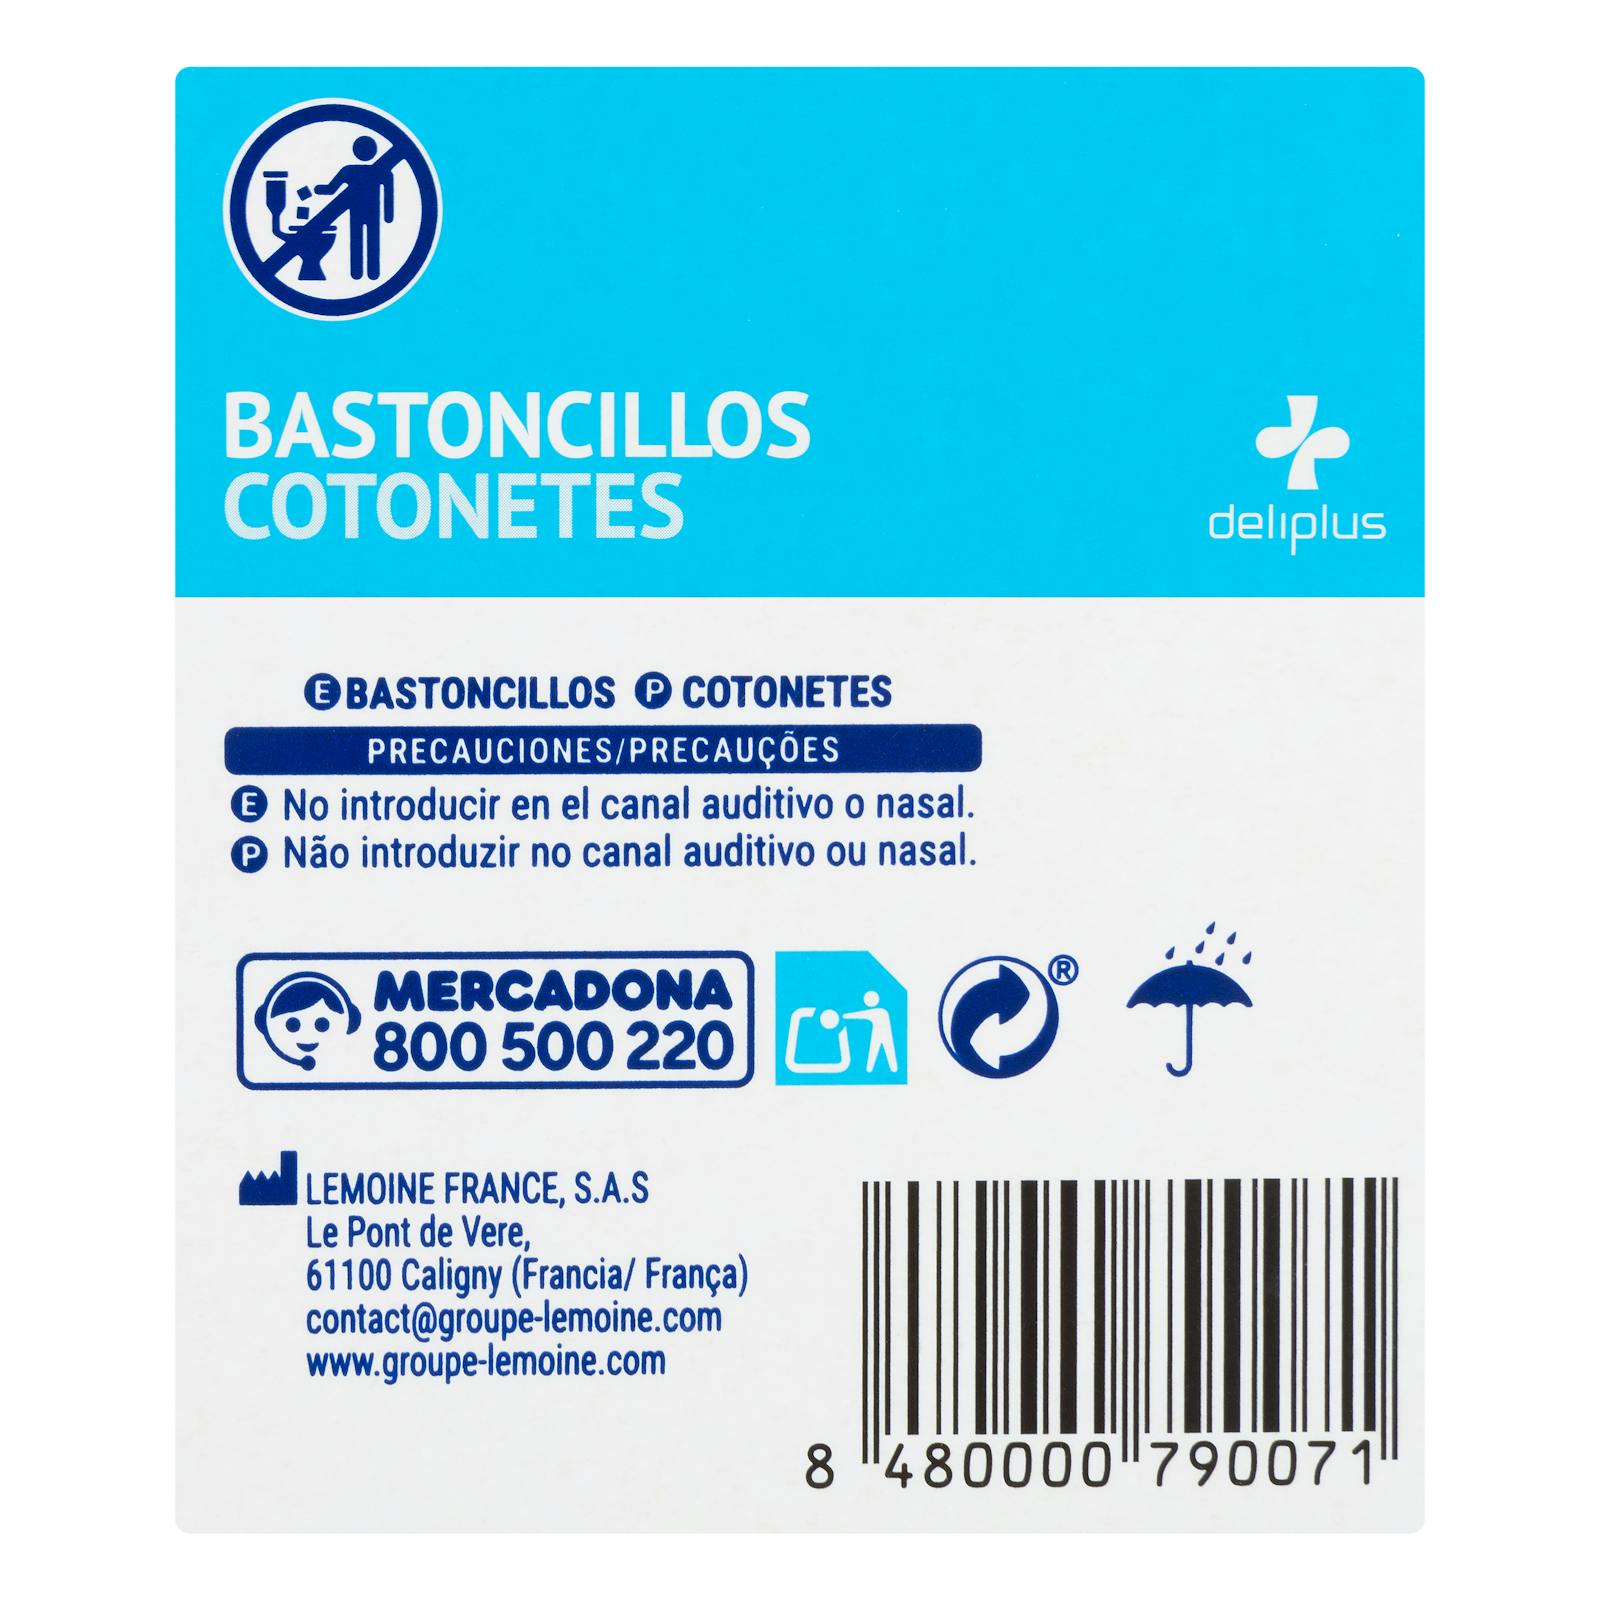 BASTONCILLOS
COTONETES
deliplus
E BASTONCILLOS P COTONETES
PRECAUCIONES/PRECAUÇÕES
E No introducir en el canal auditivo o nasal.
P Não introduzir no canal auditivo ou nasal.
MERCADONA
800 500 220
®
LEMOINE FRANCE, S.A.S
Le Pont de Vere,
61100 Caligny (Francia/ França)
contact@groupe-lemoine.com
www.groupe-lemoine.com
8 480000 790071